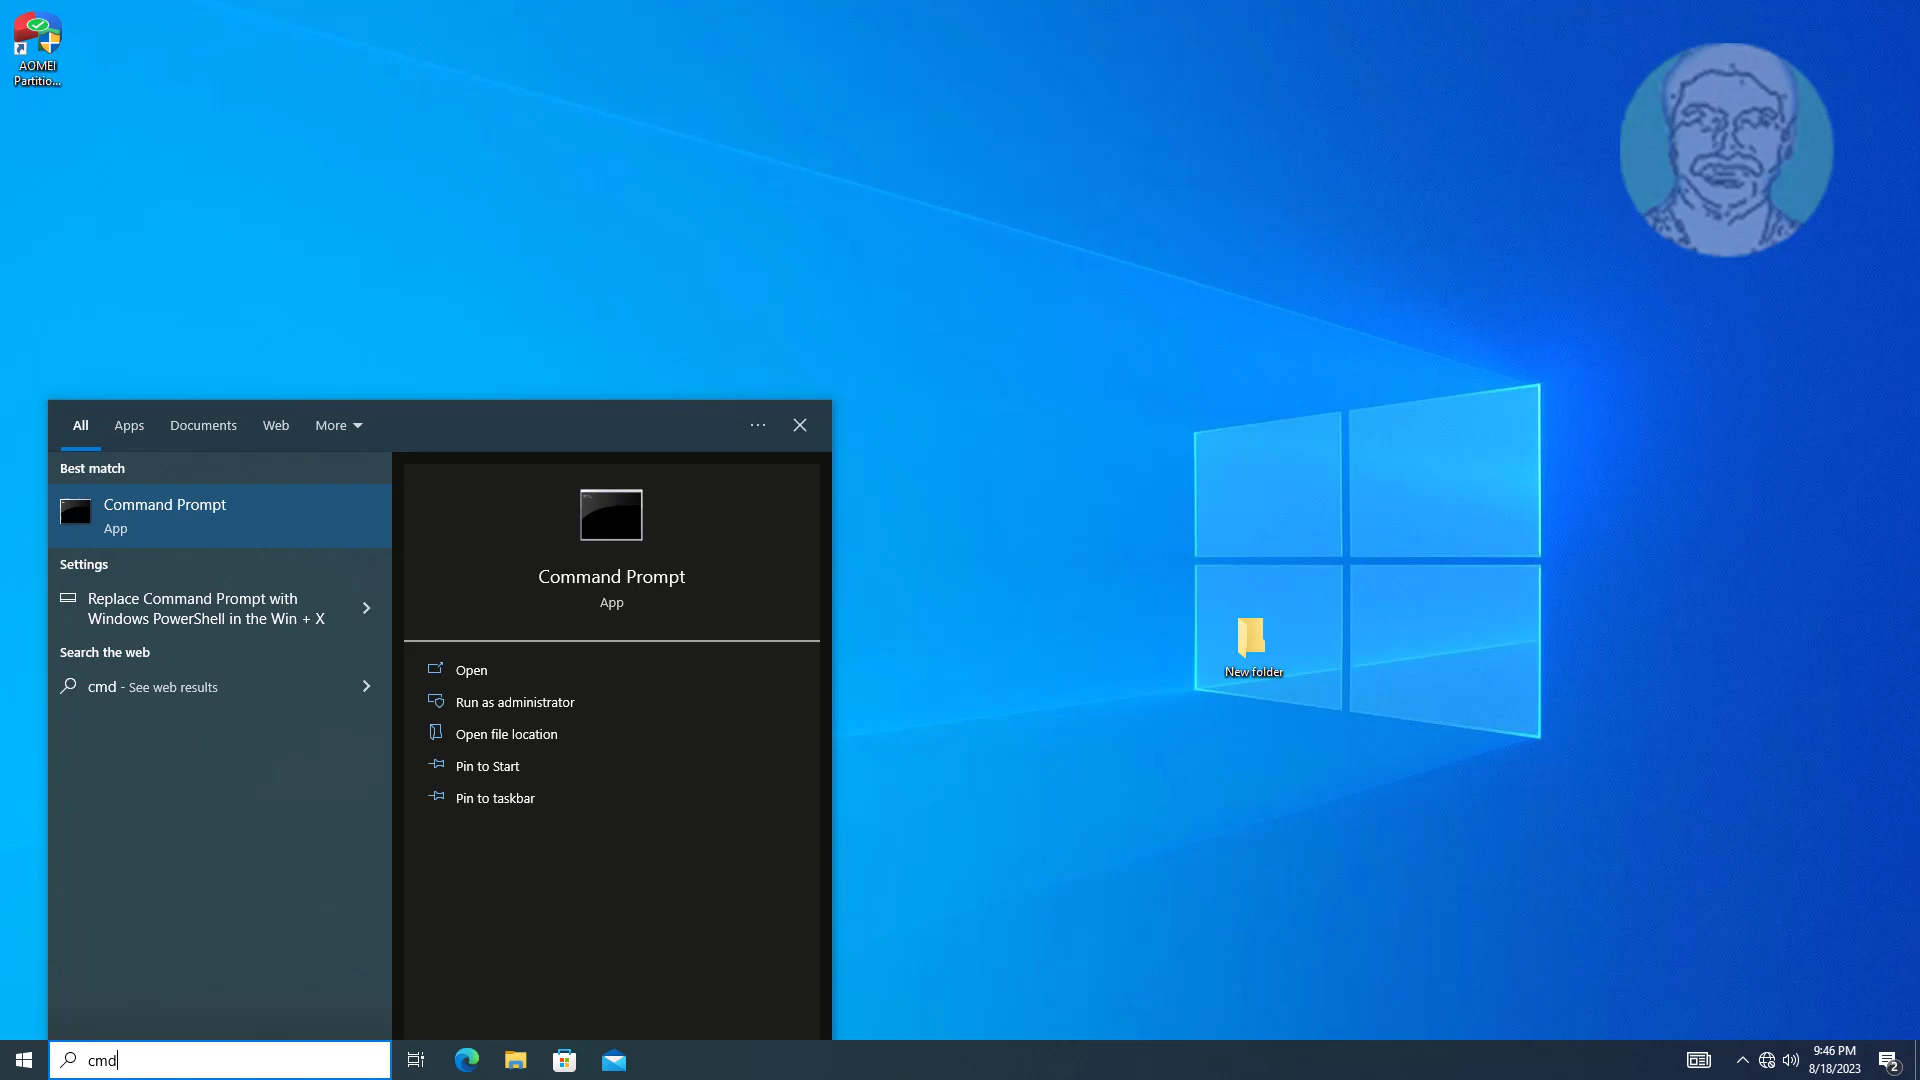 AOMEI
Partitio...
All
Apps
Documents
Web
More
Best match
Command Prompt
App
Settings
Replace Command Prompt with
Windows PowerShell in the Win + X
Search the web
cmd - See web results
Command Prompt
App
Open
Run as administrator
Open file location
Pin to Start
Pin to taskbar
New folder
cmd
9:46 PM
8/18/2023
2